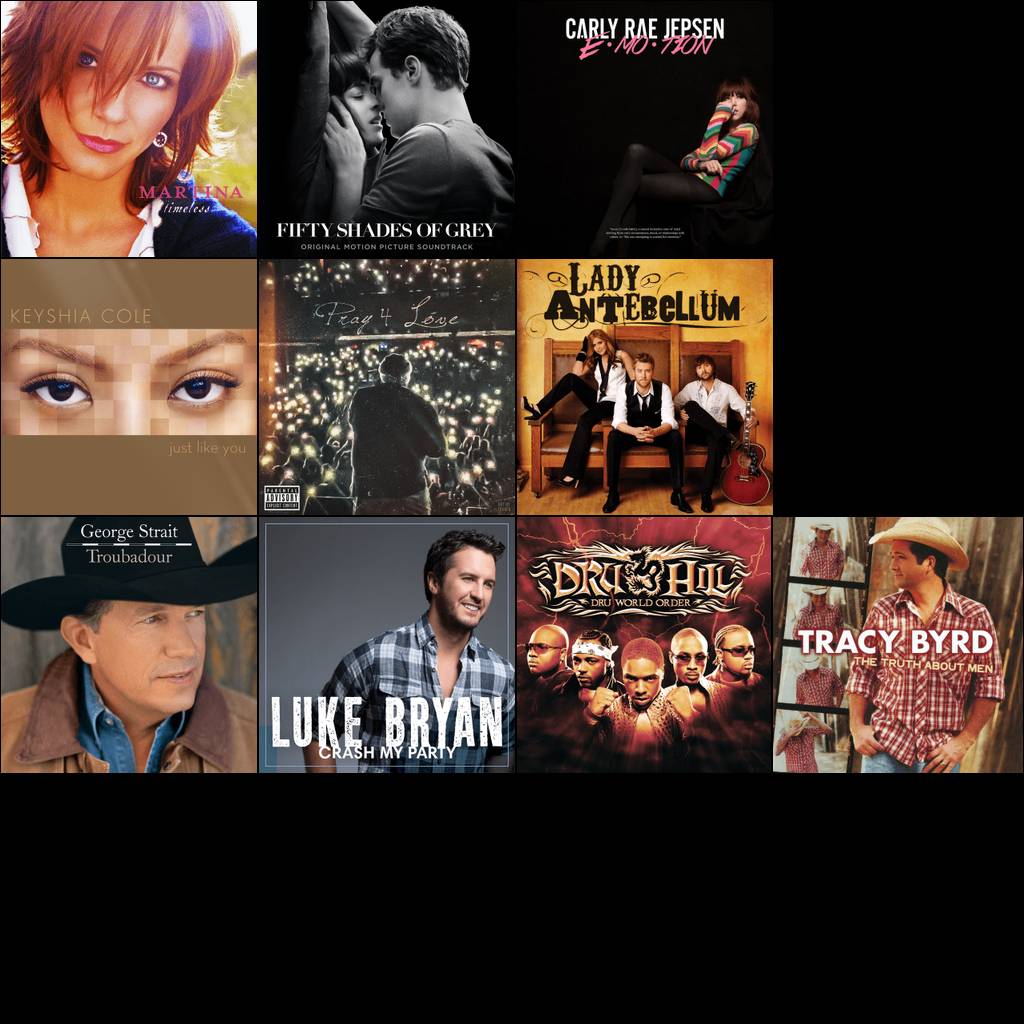 MARTINA
timeless
FIFTY SHADES OF GREY
ORIGINAL MOTION PICTURE SOUNDTRACK
CARLY RAE JEPSEN
E•MO•TION
KEYSHIA COLE
just like you
Pray 4 Love
PARENTAL
ADVISORY
EXPLICIT CONTENT
LADY
ANTEBELLUM
George Strait
Troubadour
LUKE BRYAN
CRASH MY PARTY
DRU HILL
DRU WORLD ORDER
TRACY BYRD
THE TRUTH ABOUT MEN